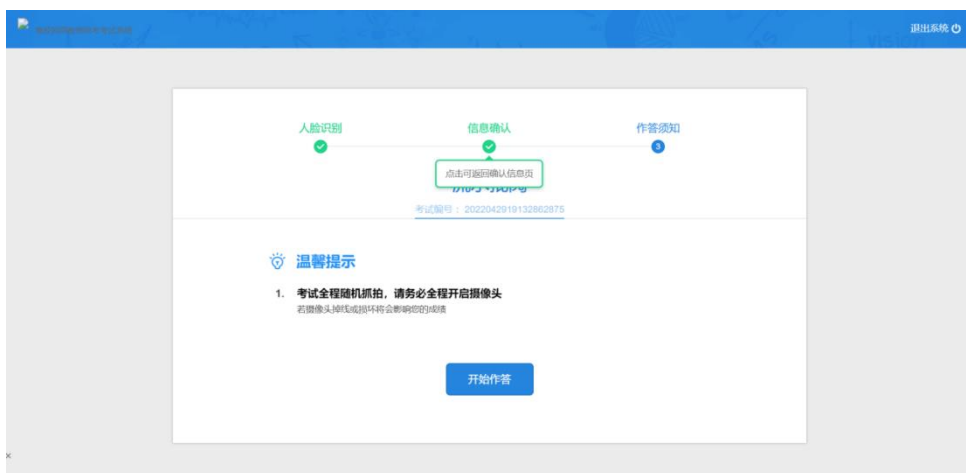 退出系统
人脸识别
信息确认
作答须知
3
点击可返回确认信息页
考试编号： 2022042919132862875
温馨提示
1. 考试全程随机抓拍，请务必全程开启摄像头
若摄像头掉线或损坏将会影响您的成绩
开始作答